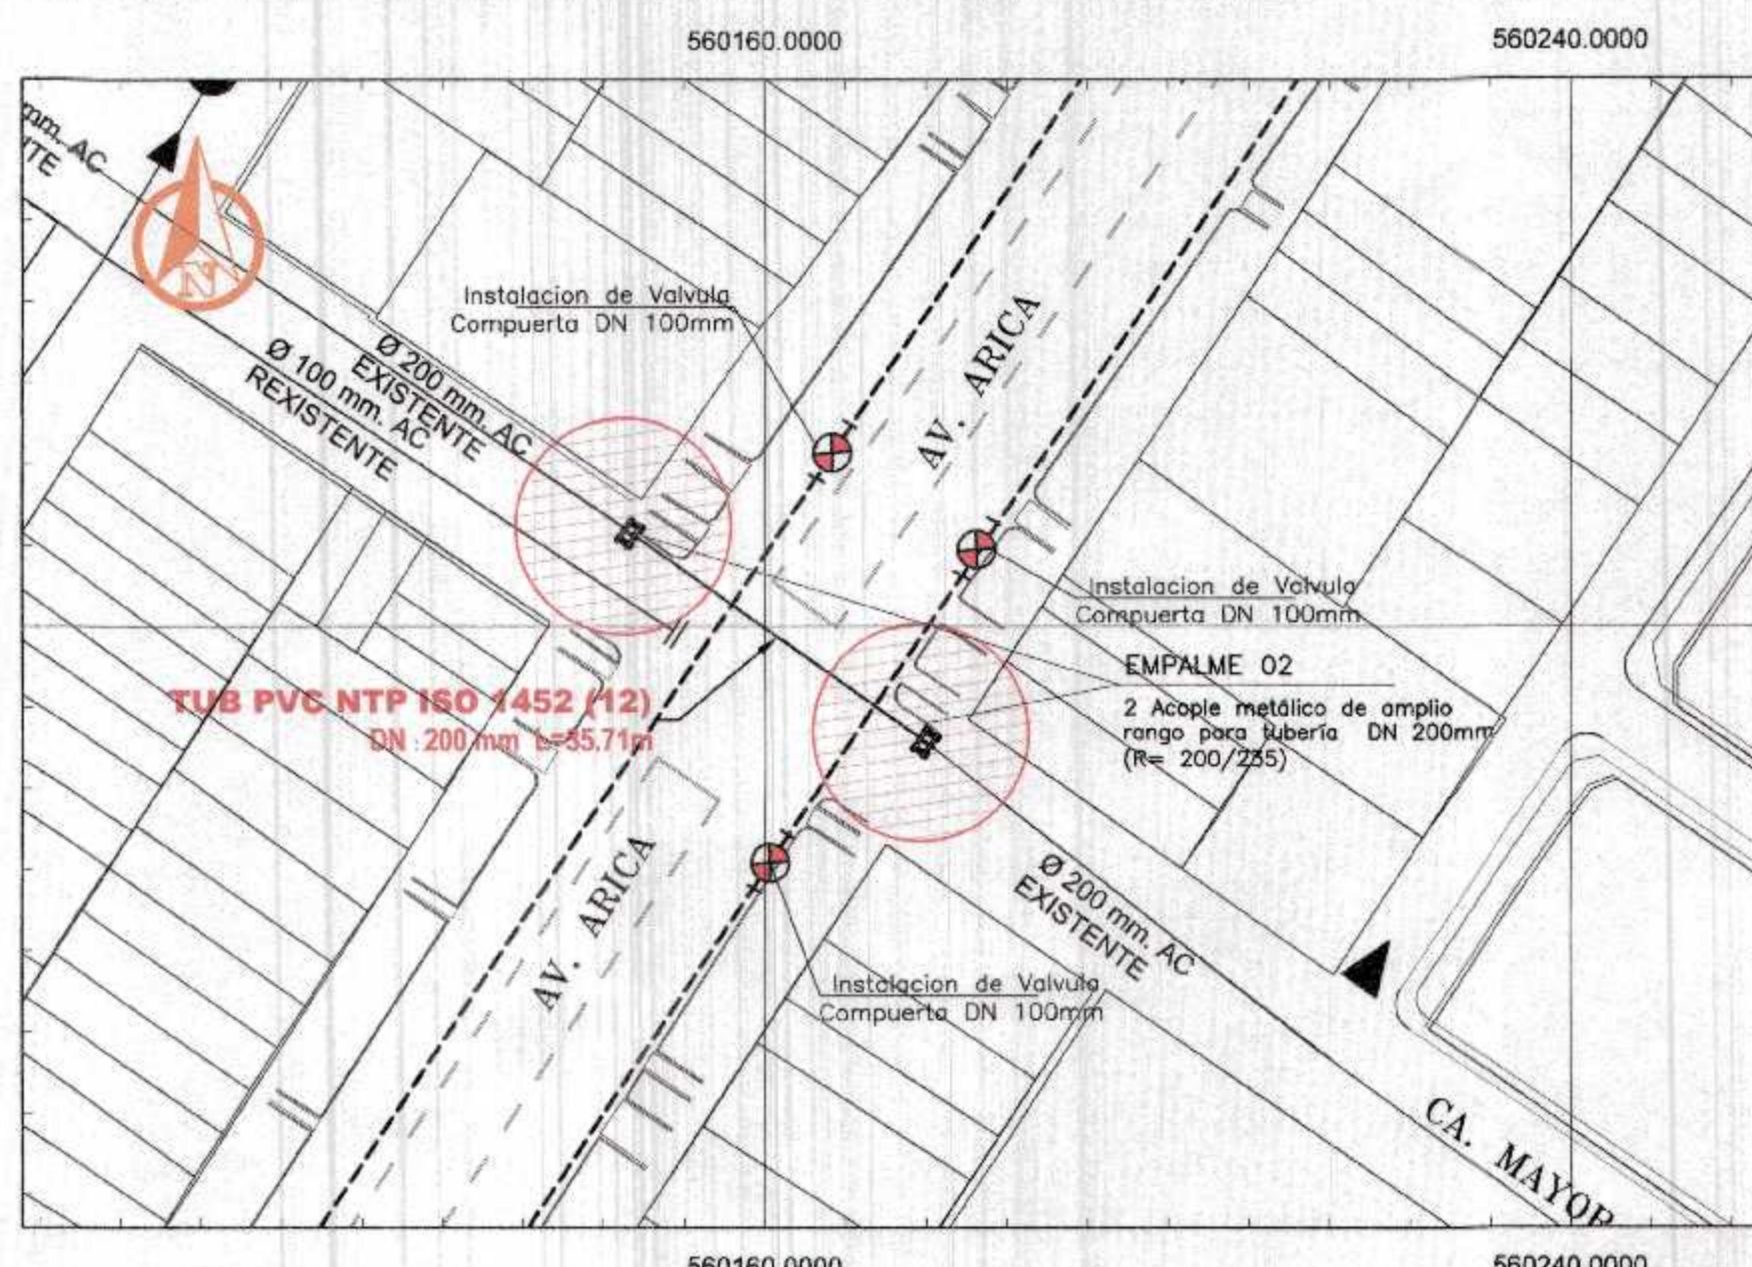 560160.0000
560240.0000
mm. AC
N
Instalacion de Valvula
Compuerta DN 100mm
Ø 200 mm. AC
EXISTENTE
Ø 100 mm. AC
REXISTENTE
AV. ARICA
Instalacion de Valvula
Compuerta DN 100mm
EMPALME 02
2 Acople metálico de amplio
rango para tubería DN 200mm
(R= 200/235)
TUB PVC NTP ISO 1452 (12)
DN : 200 mm L=35.71m
AV. ARICA
Ø 200 mm. AC
EXISTENTE
Instalacion de Valvula
Compuerta DN 100mm
CA. MAYOR
560160.0000
560240.0000